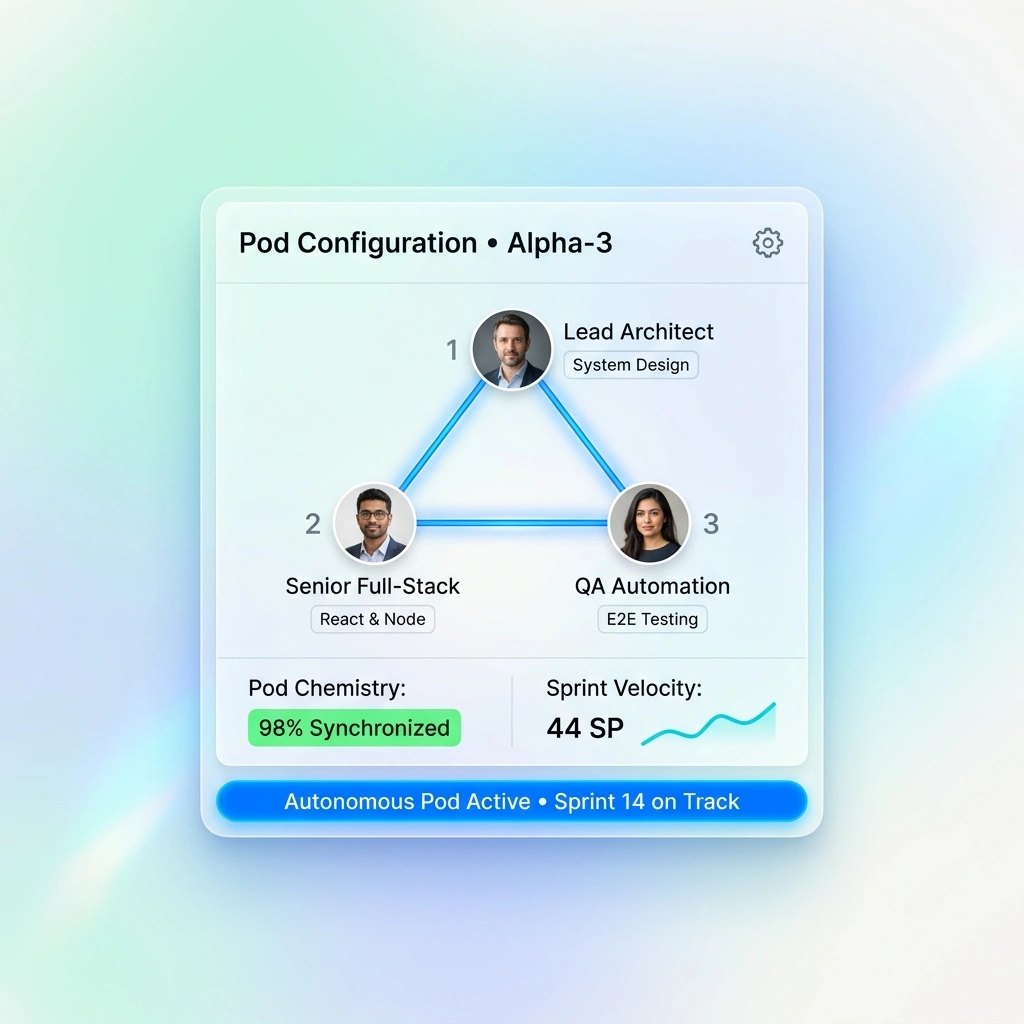 Pod Configuration • Alpha-3
1
Lead Architect
System Design
2
3
Senior Full-Stack
React & Node
QA Automation
E2E Testing
Pod Chemistry:
98% Synchronized
Sprint Velocity:
44 SP
Autonomous Pod Active • Sprint 14 on Track